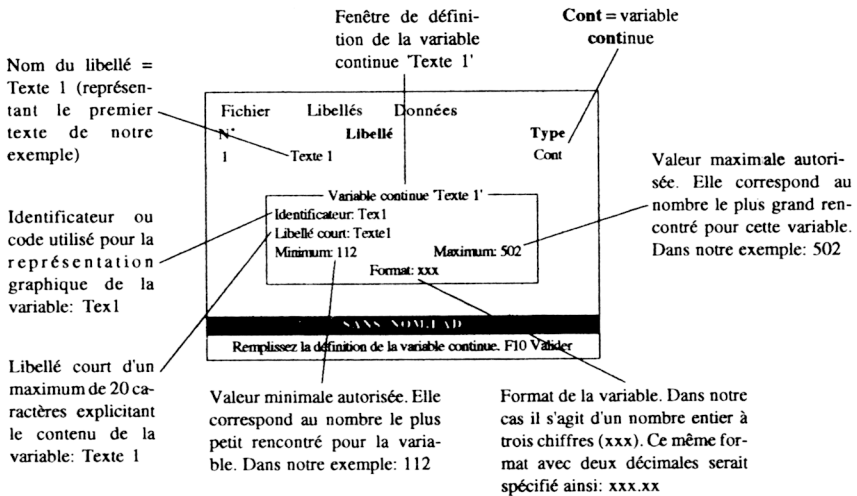 Fenêtre de défini-
tion de la variable
continue 'Texte 1'
Cont = variable
continue
Nom du libellé =
Texte 1 (représen-
tant le premier
texte de notre
exemple)
Fichier Libellés Données
N° Libellé Type
1 Texte 1 Cont
Valeur maximale autori-
sée. Elle correspond au
nombre le plus grand ren-
contré pour cette variable.
Dans notre exemple: 502
Variable continue 'Texte 1'
Identificateur: Tex1
Libellé court: Texte1
Minimum: 112 Maximum: 502
Format: xxx
Identificateur ou
code utilisé pour la
représentation
graphique de la
variable: Tex1
SANS NOM.LAD
Remplissez la définition de la variable continue. F10 Valider
Libellé court d'un
maximum de 20 ca-
ractères explicitant
le contenu de la
variable: Texte 1
Valeur minimale autorisée. Elle
correspond au nombre le plus
petit rencontré pour la varia-
ble. Dans notre exemple: 112
Format de la variable. Dans notre
cas il s'agit d'un nombre entier à
trois chiffres (xxx). Ce même for-
mat avec deux décimales serait
spécifié ainsi: xxx.xx